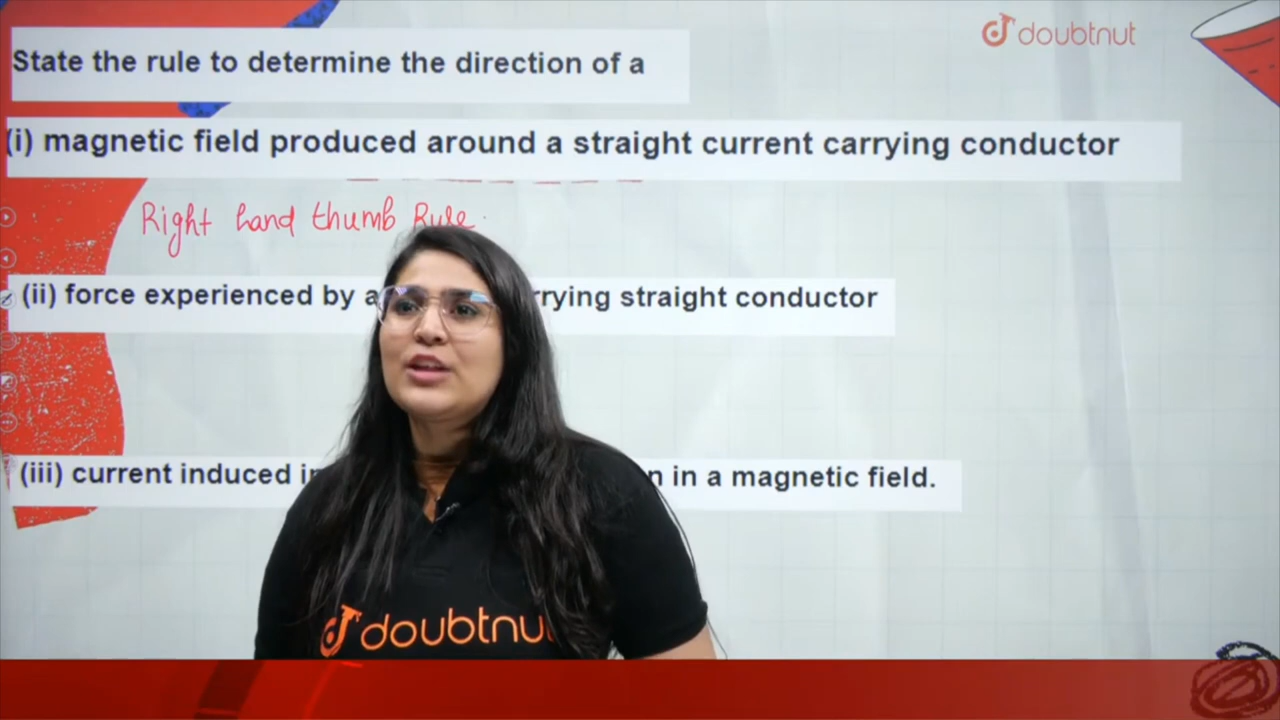 doubtnut
State the rule to determine the direction of a
(i) magnetic field produced around a straight current carrying conductor
Right hand thumb Rule
(ii) force experienced by a rrying straight conductor
(iii) current induced in n in a magnetic field.
doubtnut